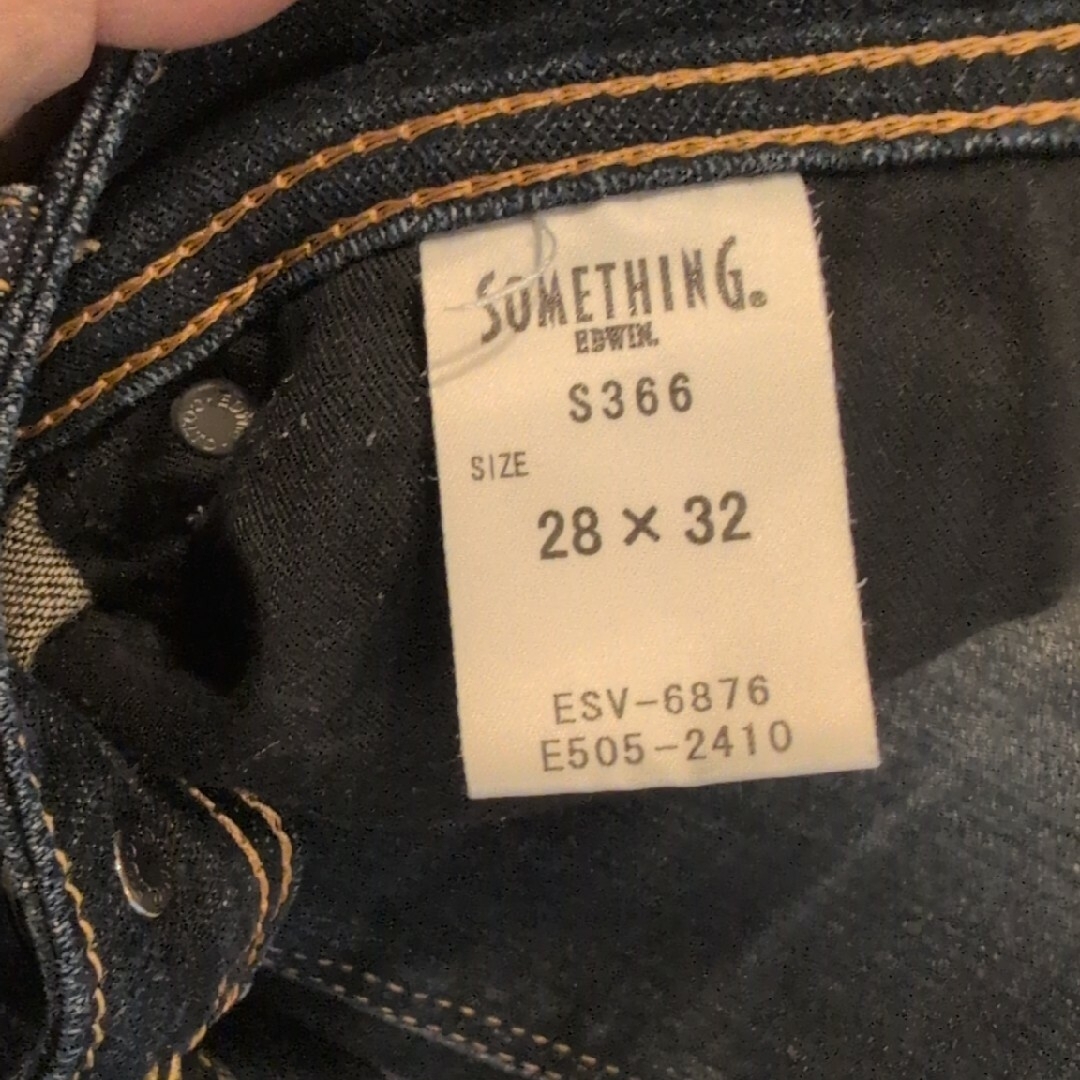 SOMETHING®
EDWIN.
S366
SIZE
28 × 32
ESV-6876
E505-2410